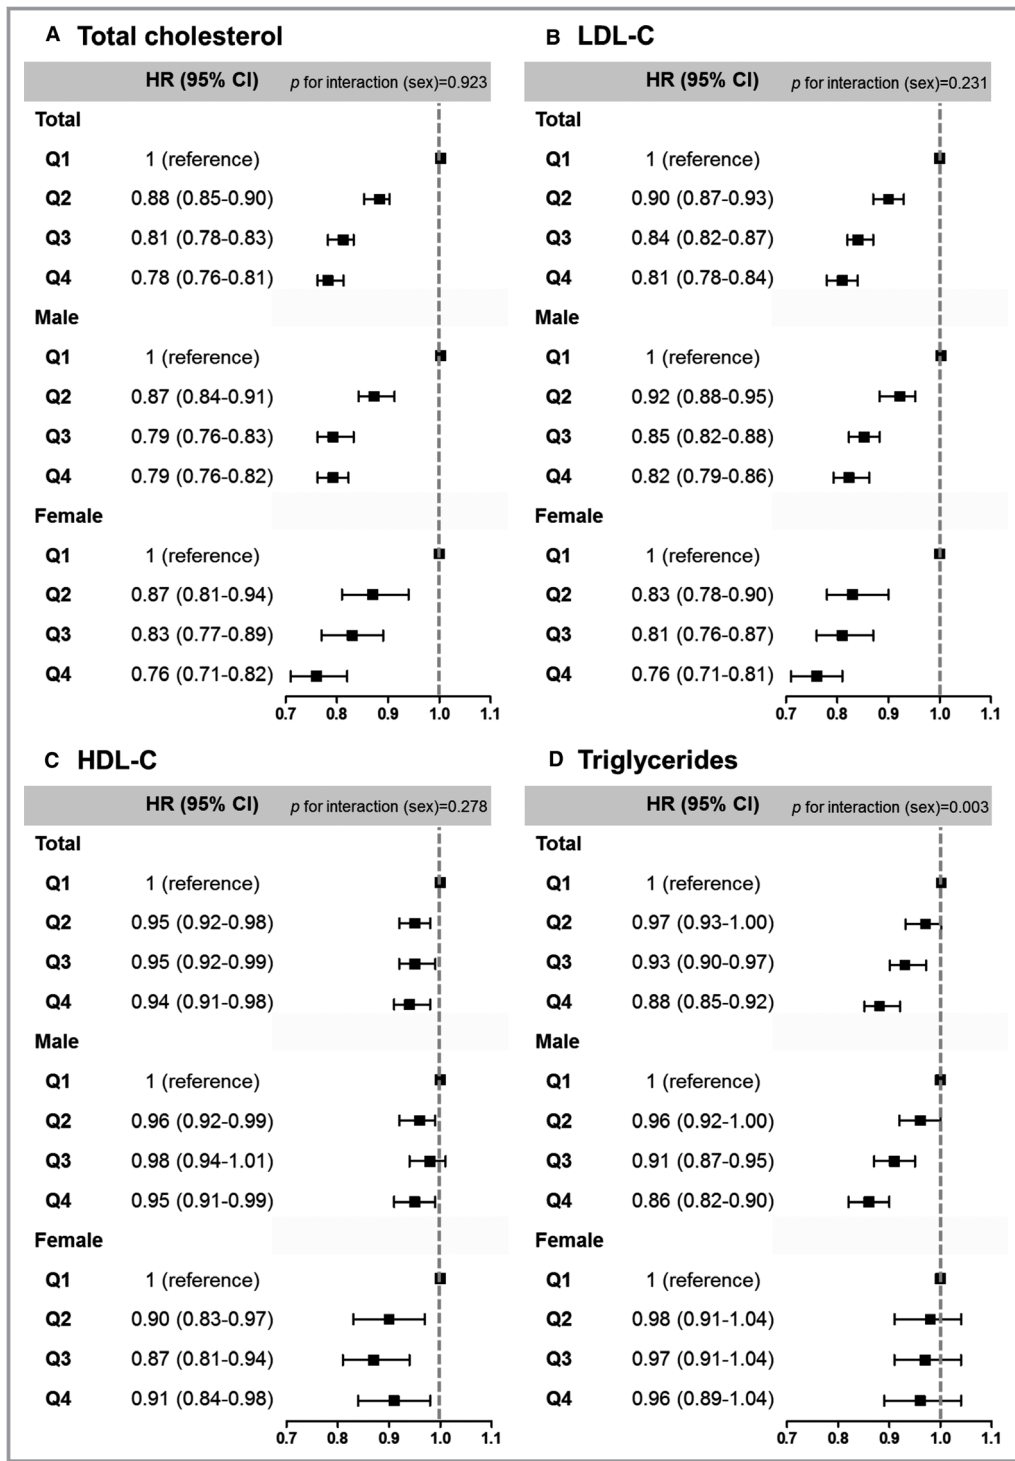 A Total cholesterol
HR (95% CI) p for interaction (sex)=0.923
Total
Q1 1 (reference)
Q2 0.88 (0.85-0.90)
Q3 0.81 (0.78-0.83)
Q4 0.78 (0.76-0.81)
Male
Q1 1 (reference)
Q2 0.87 (0.84-0.91)
Q3 0.79 (0.76-0.83)
Q4 0.79 (0.76-0.82)
Female
Q1 1 (reference)
Q2 0.87 (0.81-0.94)
Q3 0.83 (0.77-0.89)
Q4 0.76 (0.71-0.82)
0.7 0.8 0.9 1.0 1.1
B LDL-C
HR (95% CI) p for interaction (sex)=0.231
Total
Q1 1 (reference)
Q2 0.90 (0.87-0.93)
Q3 0.84 (0.82-0.87)
Q4 0.81 (0.78-0.84)
Male
Q1 1 (reference)
Q2 0.92 (0.88-0.95)
Q3 0.85 (0.82-0.88)
Q4 0.82 (0.79-0.86)
Female
Q1 1 (reference)
Q2 0.83 (0.78-0.90)
Q3 0.81 (0.76-0.87)
Q4 0.76 (0.71-0.81)
0.7 0.8 0.9 1.0 1.1
C HDL-C
HR (95% CI) p for interaction (sex)=0.278
Total
Q1 1 (reference)
Q2 0.95 (0.92-0.98)
Q3 0.95 (0.92-0.99)
Q4 0.94 (0.91-0.98)
Male
Q1 1 (reference)
Q2 0.96 (0.92-0.99)
Q3 0.98 (0.94-1.01)
Q4 0.95 (0.91-0.99)
Female
Q1 1 (reference)
Q2 0.90 (0.83-0.97)
Q3 0.87 (0.81-0.94)
Q4 0.91 (0.84-0.98)
0.7 0.8 0.9 1.0 1.1
D Triglycerides
HR (95% CI) p for interaction (sex)=0.003
Total
Q1 1 (reference)
Q2 0.97 (0.93-1.00)
Q3 0.93 (0.90-0.97)
Q4 0.88 (0.85-0.92)
Male
Q1 1 (reference)
Q2 0.96 (0.92-1.00)
Q3 0.91 (0.87-0.95)
Q4 0.86 (0.82-0.90)
Female
Q1 1 (reference)
Q2 0.98 (0.91-1.04)
Q3 0.97 (0.91-1.04)
Q4 0.96 (0.89-1.04)
0.7 0.8 0.9 1.0 1.1